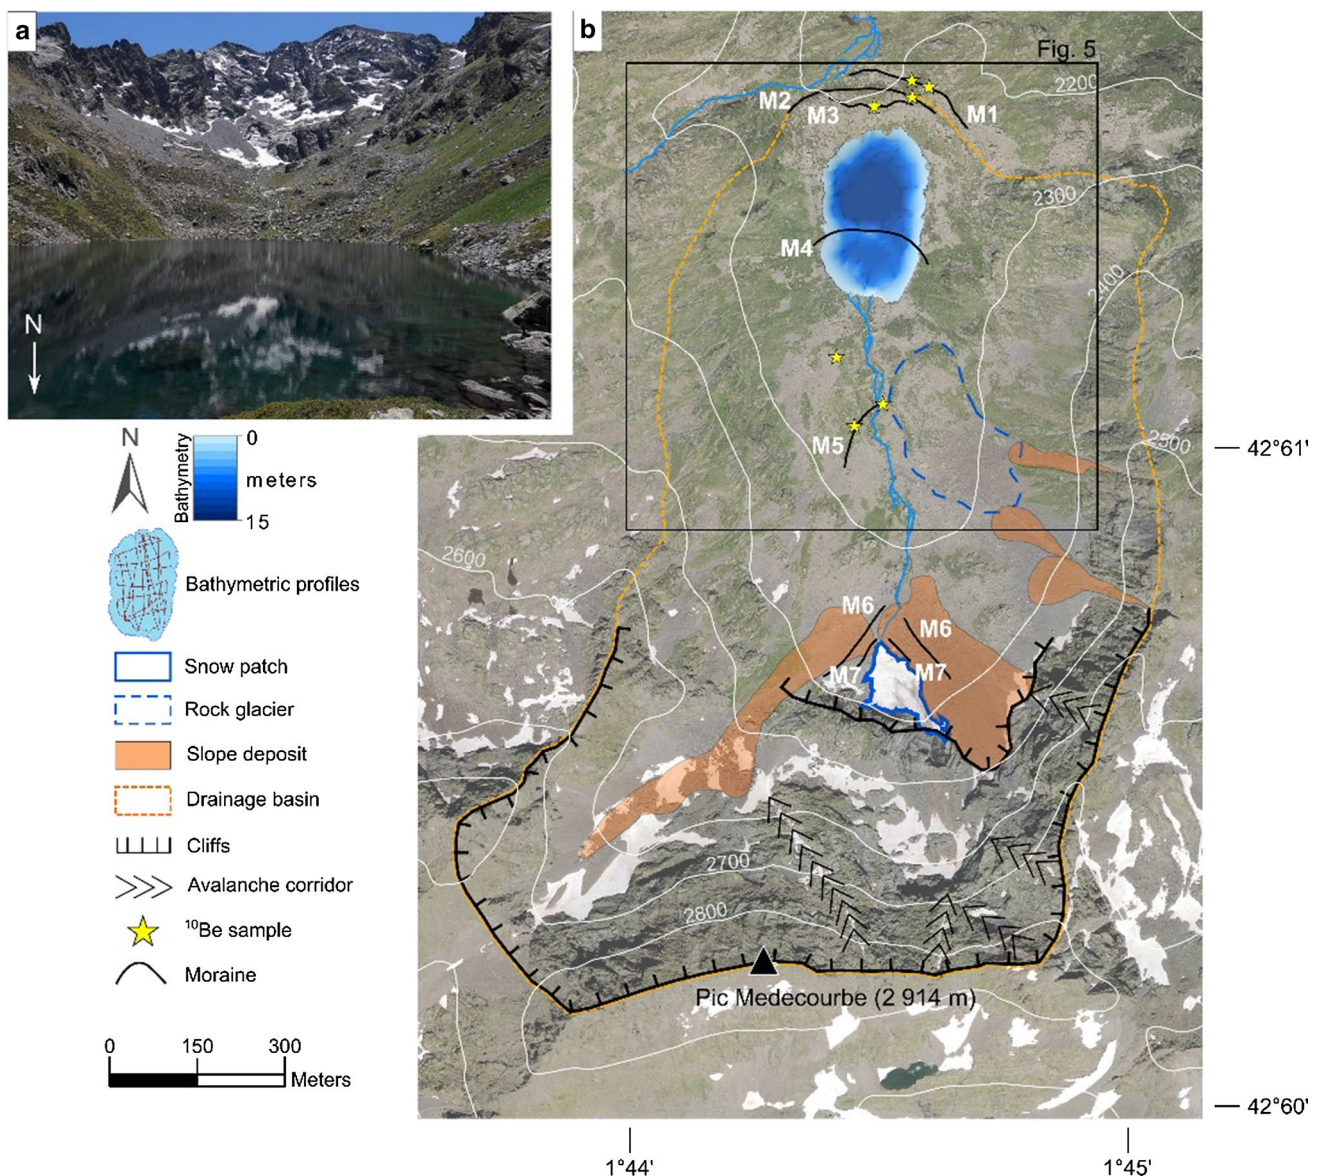 a
N
b
Fig. 5
2200
M2
M3
M1
2300
M4
2400
M5
2500
42°61'
N
Bathymetry
0
meters
15
2600
Bathymetric profiles
M6
M6
Snow patch
M7
M7
Rock glacier
Slope deposit
Drainage basin
Cliffs
2700
Avalanche corridor
2800
¹⁰Be sample
Moraine
Pic Medecourbe (2 914 m)
0 150 300
Meters
42°60'
1°44'
1°45'